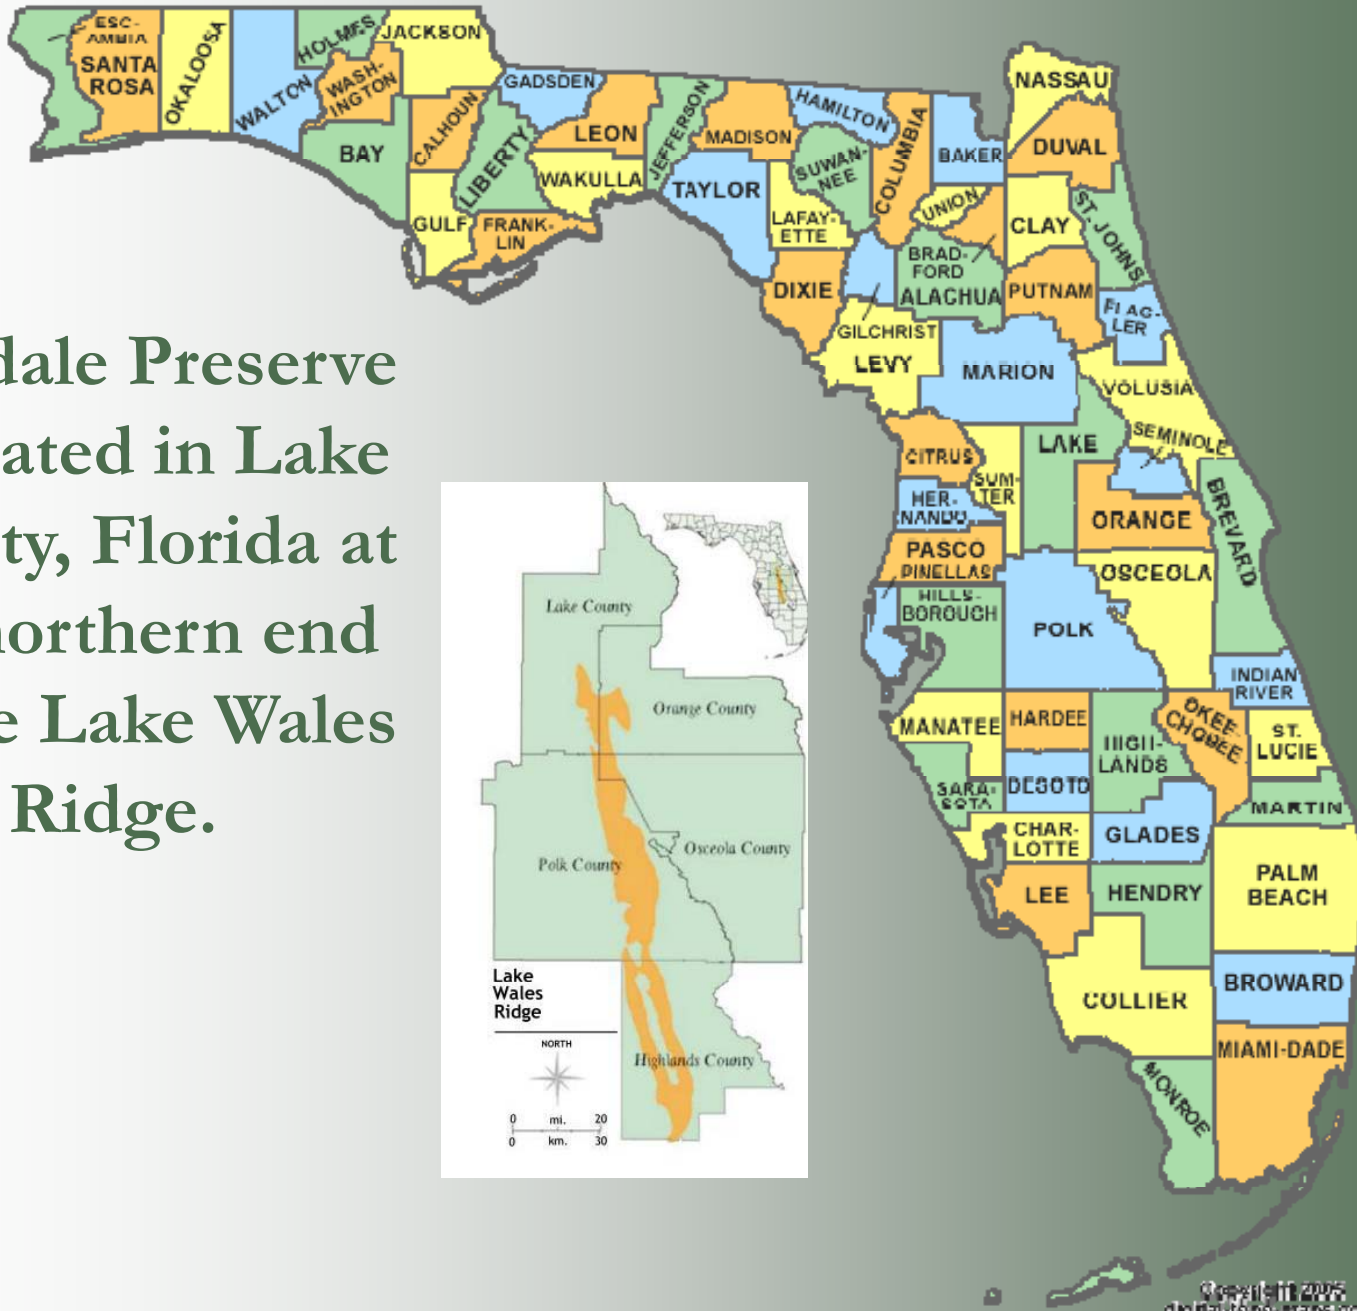 dale Preserve
ated in Lake
ty, Florida at
northern end
e Lake Wales
Ridge.
ESC-
AMBIA
SANTA
ROSA
OKALOOSA
WALTON
HOLMES
WASH-
INGTON
JACKSON
BAY
CALHOUN
GULF
LIBERTY
GADSDEN
FRANK-
LIN
LEON
WAKULLA
JEFFERSON
MADISON
TAYLOR
HAMILTON
SUWAN-
NEE
LAFAY-
ETTE
DIXIE
COLUMBIA
BAKER
UNION
BRAD-
FORD
ALACHUA
GILCHRIST
LEVY
NASSAU
DUVAL
CLAY
ST. JOHNS
PUTNAM
FLAG-
LER
MARION
VOLUSIA
CITRUS
SUM-
TER
LAKE
SEMINOLE
HER-
NANDO
ORANGE
BREVARD
PASCO
PINELLAS
HILLS-
BOROUGH
POLK
OSCEOLA
INDIAN
RIVER
MANATEE
HARDEE
HIGH-
LANDS
OKEE-
CHOBEE
ST.
LUCIE
SARA-
SOTA
DESOTO
MARTIN
CHAR-
LOTTE
GLADES
LEE
HENDRY
PALM
BEACH
COLLIER
BROWARD
MIAMI-DADE
MONROE
Lake County
Orange County
Polk County
Osceola County
Highlands County
Lake
Wales
Ridge
NORTH
0 mi. 20
0 km. 30
Copyright 2005